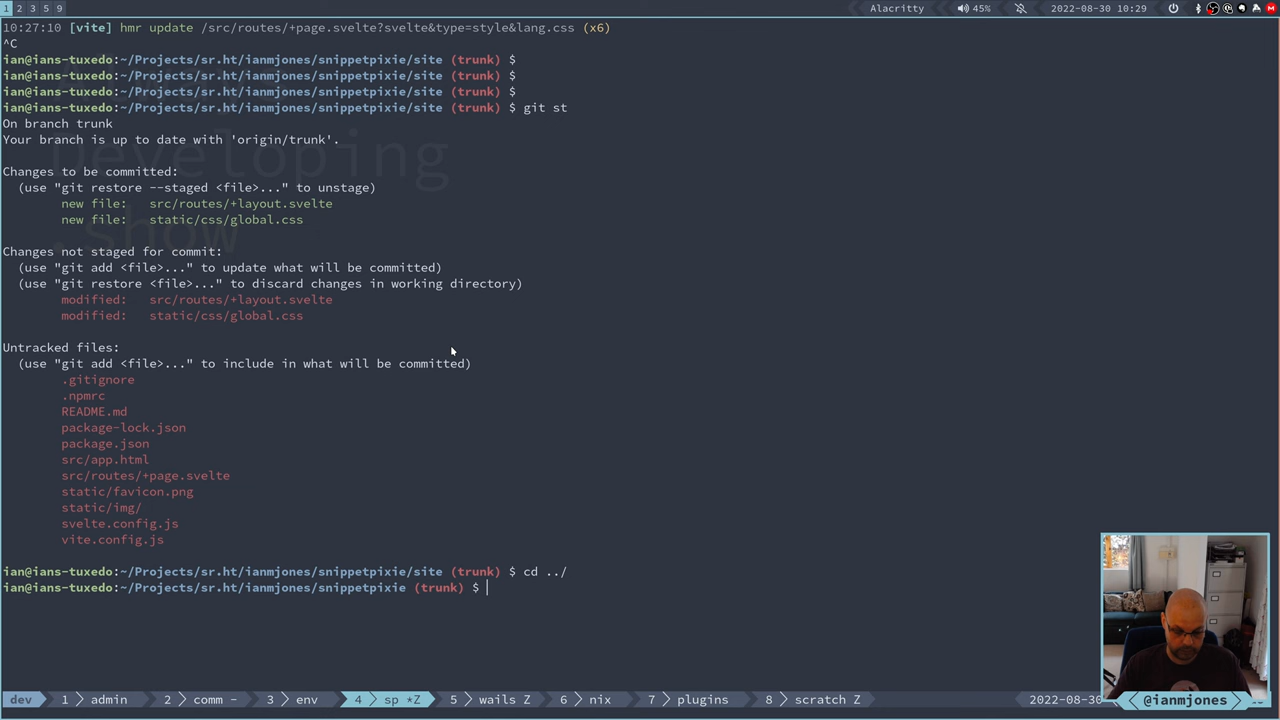 1 2 3 5 9
Alacritty
45%
2022-08-30 10:29
10:27:10 [vite] hmr update /src/routes/+page.svelte?svelte&type=style&lang.css (x6)
^C
ian@ians-tuxedo:~/Projects/sr.ht/ianmjones/snippetpixie/site (trunk) $
ian@ians-tuxedo:~/Projects/sr.ht/ianmjones/snippetpixie/site (trunk) $
ian@ians-tuxedo:~/Projects/sr.ht/ianmjones/snippetpixie/site (trunk) $
ian@ians-tuxedo:~/Projects/sr.ht/ianmjones/snippetpixie/site (trunk) $ git st
On branch trunk
Your branch is up to date with 'origin/trunk'.
Developing
Changes to be committed:
  (use "git restore --staged <file>..." to unstage)
        new file:   src/routes/+layout.svelte
        new file:   static/css/global.css
.show
Changes not staged for commit:
  (use "git add <file>..." to update what will be committed)
  (use "git restore <file>..." to discard changes in working directory)
        modified:   src/routes/+layout.svelte
        modified:   static/css/global.css
Untracked files:
  (use "git add <file>..." to include in what will be committed)
        .gitignore
        .npmrc
        README.md
        package-lock.json
        package.json
        src/app.html
        src/routes/+page.svelte
        static/favicon.png
        static/img/
        svelte.config.js
        vite.config.js
ian@ians-tuxedo:~/Projects/sr.ht/ianmjones/snippetpixie/site (trunk) $ cd ../
ian@ians-tuxedo:~/Projects/sr.ht/ianmjones/snippetpixie (trunk) $
dev 1 admin 2 comm - 3 env 4 sp *Z 5 wails Z 6 nix 7 plugins 8 scratch Z 2022-08-30
@ianmjones